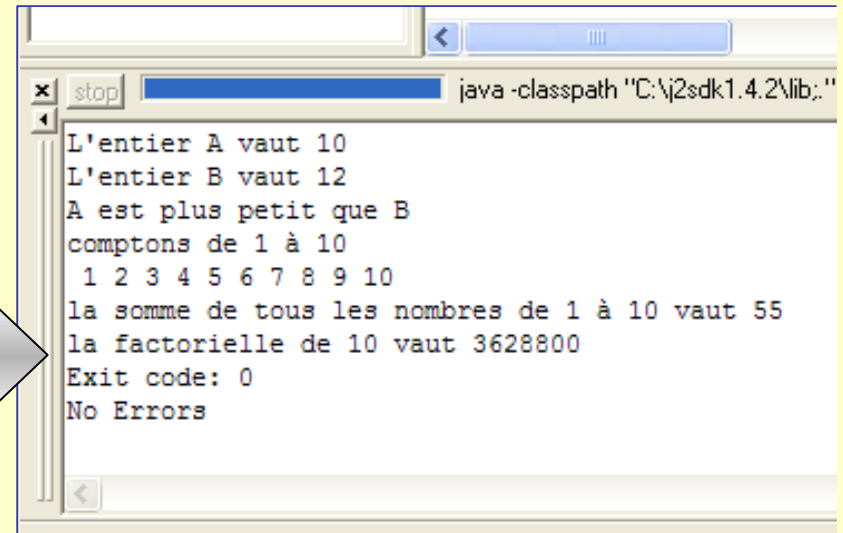 stop java -classpath "C:\j2sdk1.4.2\lib;."
L'entier A vaut 10
L'entier B vaut 12
A est plus petit que B
comptons de 1 à 10
1 2 3 4 5 6 7 8 9 10
la somme de tous les nombres de 1 à 10 vaut 55
la factorielle de 10 vaut 3628800
Exit code: 0
No Errors